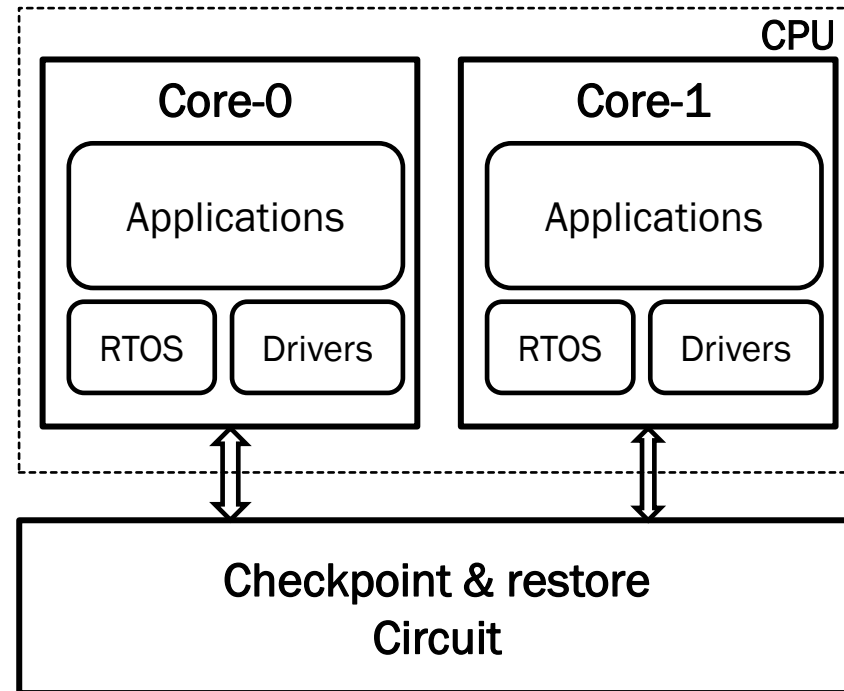 CPU
Core-0
Core-1
Applications
Applications
RTOS
Drivers
RTOS
Drivers
Checkpoint & restore
Circuit